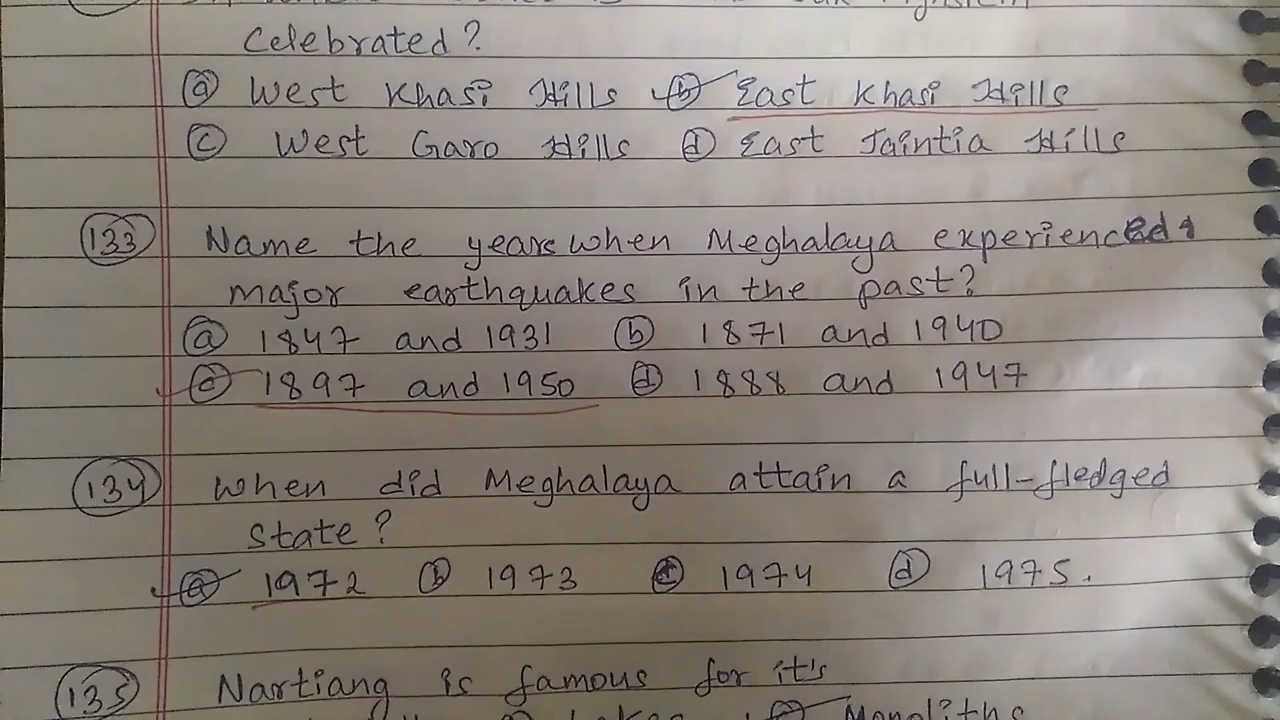 Celebrated?
(a) West Khasi Hills (b) East Khasi Hills
(c) West Garo Hills (d) East Jaintia Hills
(133) Name the years when Meghalaya experienced
major earthquakes in the past?
(a) 1847 and 1931 (b) 1871 and 1940
(c) 1897 and 1950 (d) 1888 and 1947
(134) When did Meghalaya attain a full-fledged
state?
(a) 1972 (b) 1973 (c) 1974 (d) 1975.
(135) Nartiang is famous for it's
Monoliths